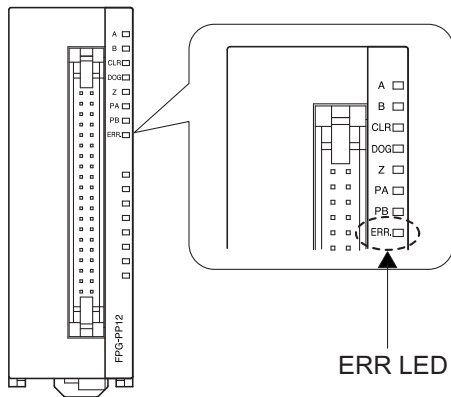 A
B
CLR
DOG
Z
PA
PB
ERR.
FPG-PP12
A
B
CLR
DOG
Z
PA
PB
ERR.
ERR LED